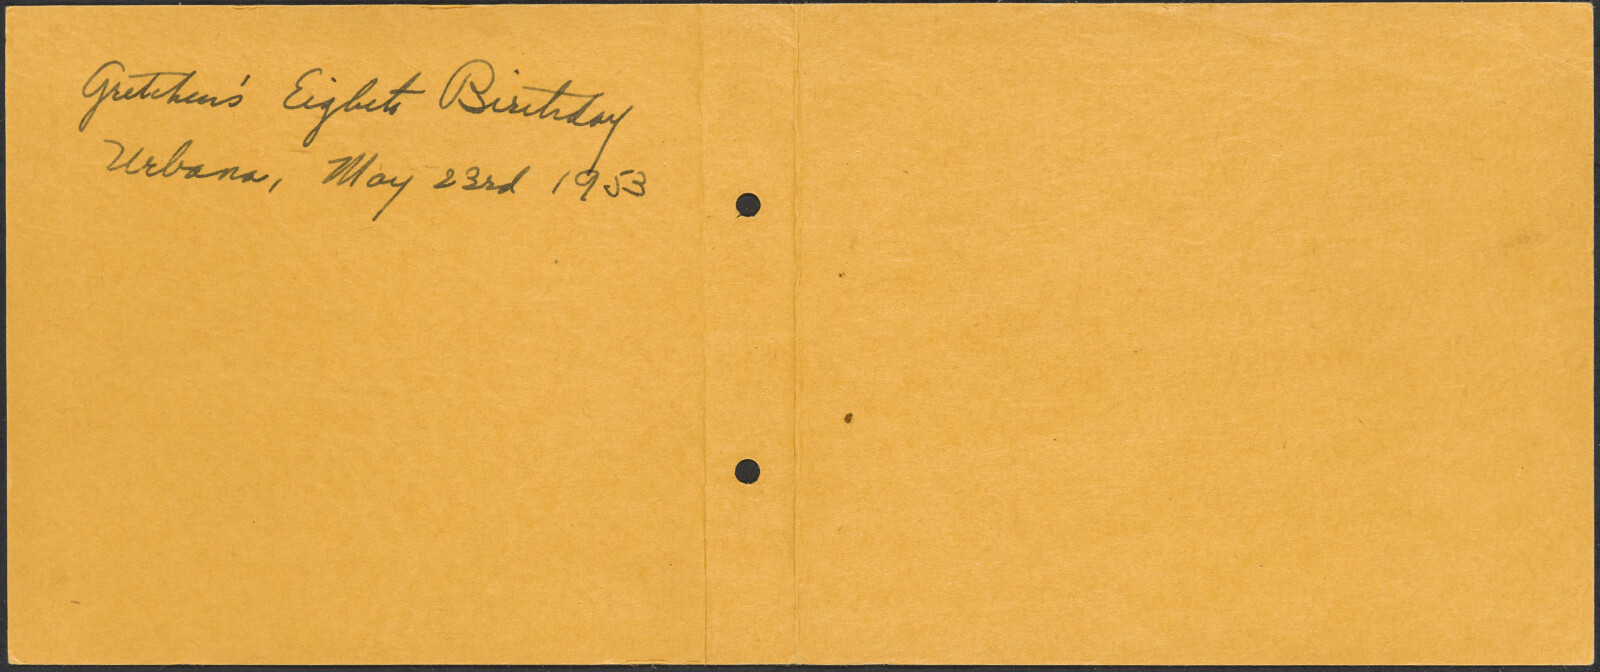 Gretchen's Eighth Birthday
Urbana, May 23rd 1953